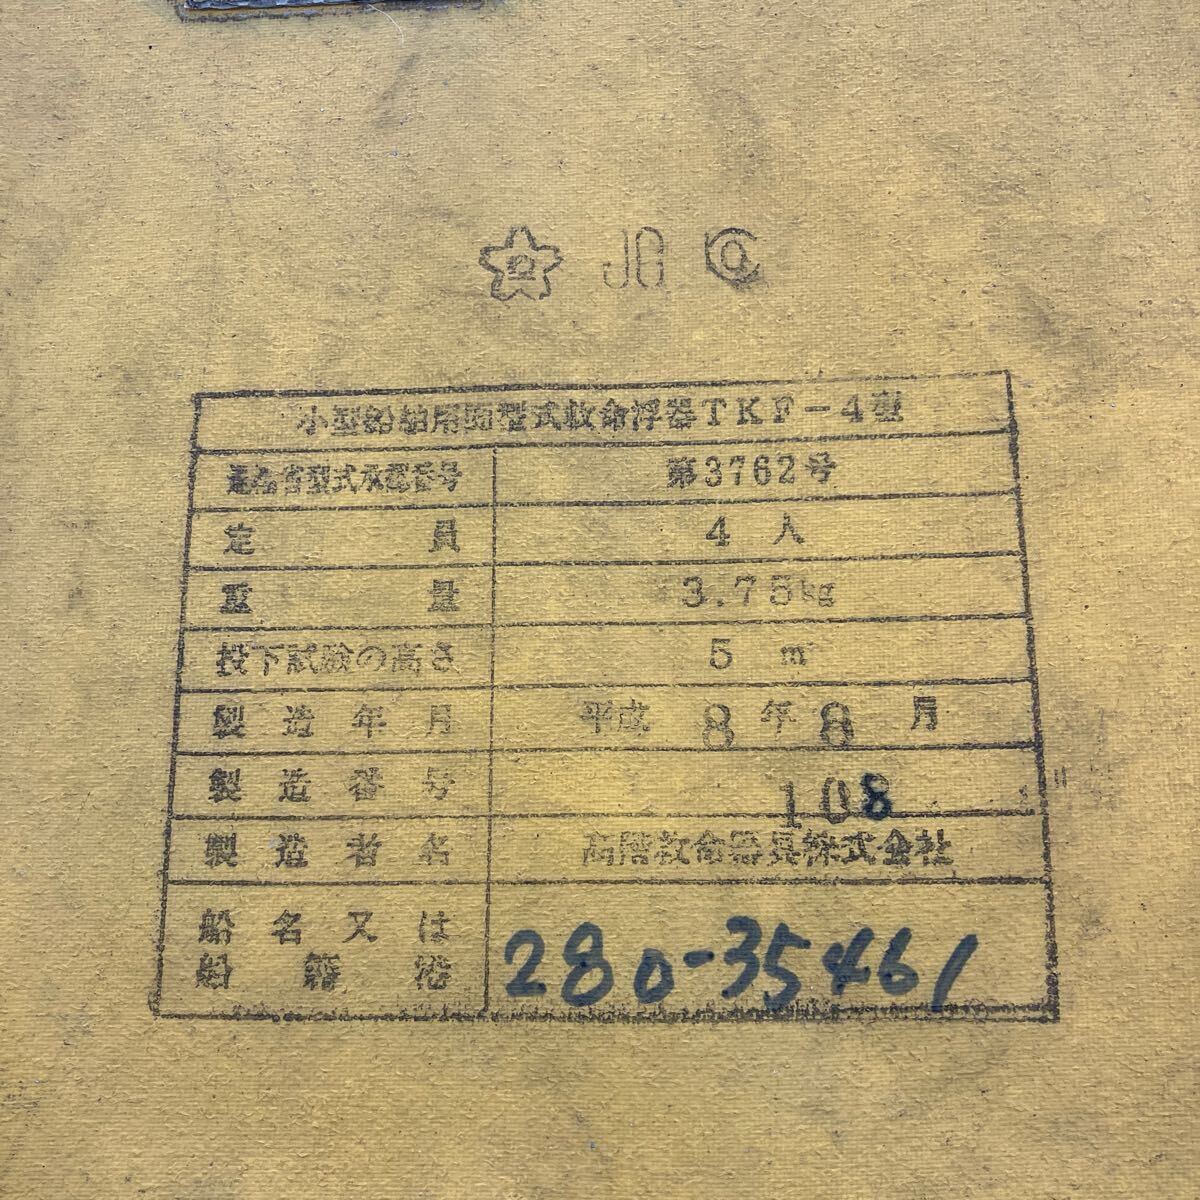 JG
小型船舶用固型式救命浮器TKF-4型
運輸省型式承認番号 第3762号
定員 4人
重量 3.75kg
投下試験の高さ 5m
製造年月 平成8年8月
製造番号 108
製造者名 高階救命器具株式会社
船名又は
船籍港 280-35461